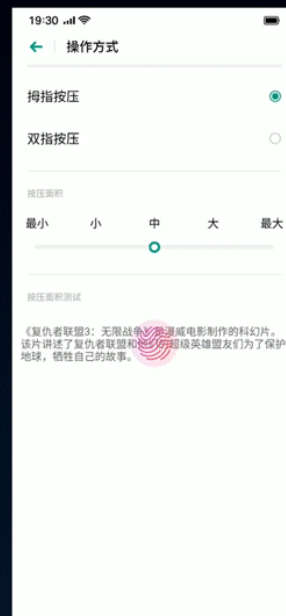 19:30
操作方式
拇指按压
双指按压
按压面积
最小 小 中 大 最大
按压面积测试
《复仇者联盟3：无限战争》是漫威电影制作的科幻片。
该片讲述了复仇者联盟和他们的超级英雄盟友们为了保护
地球，牺牲自己的故事。